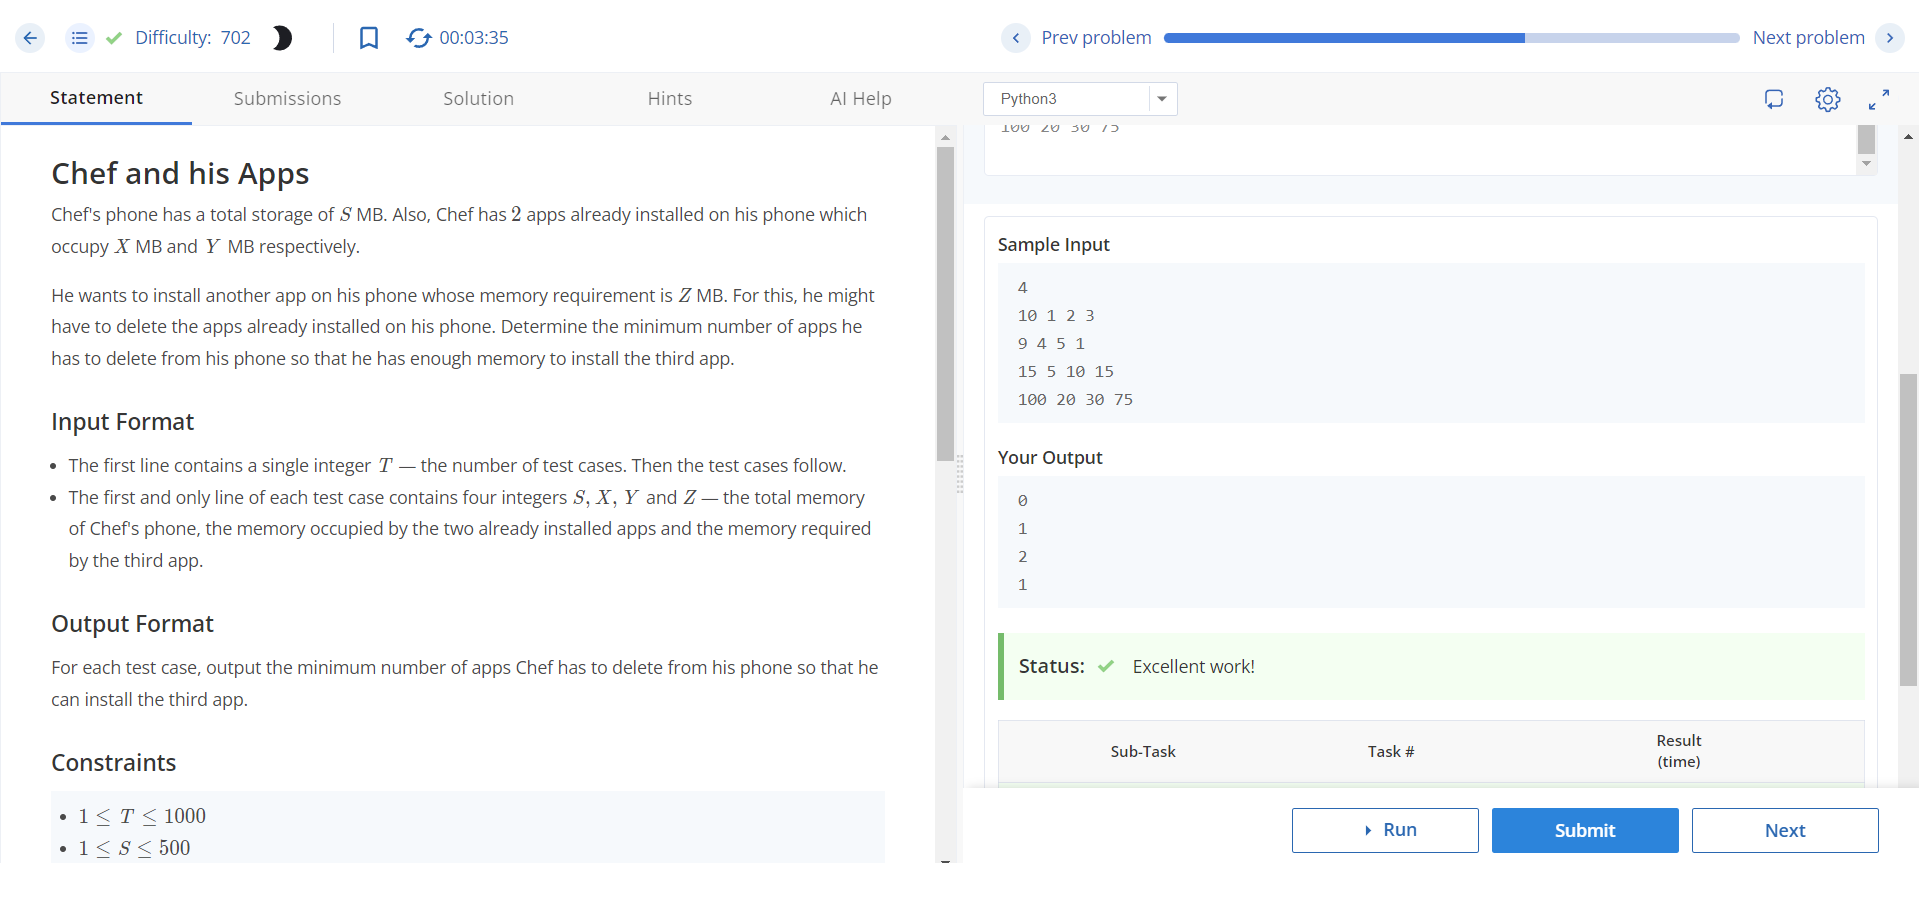 Difficulty: 702
00:03:35
Prev problem
Next problem
Statement
Submissions
Solution
Hints
AI Help
Python3
Chef and his Apps
Chef's phone has a total storage of S MB. Also, Chef has 2 apps already installed on his phone which
occupy X MB and Y MB respectively.
He wants to install another app on his phone whose memory requirement is Z MB. For this, he might
have to delete the apps already installed on his phone. Determine the minimum number of apps he
has to delete from his phone so that he has enough memory to install the third app.
Input Format
• The first line contains a single integer T — the number of test cases. Then the test cases follow.
• The first and only line of each test case contains four integers S, X, Y and Z — the total memory
of Chef's phone, the memory occupied by the two already installed apps and the memory required
by the third app.
Output Format
For each test case, output the minimum number of apps Chef has to delete from his phone so that he
can install the third app.
Constraints
• 1 ≤ T ≤ 1000
• 1 ≤ S ≤ 500
100 20 30 75
Sample Input
4
10 1 2 3
9 4 5 1
15 5 10 15
100 20 30 75
Your Output
0
1
2
1
Status: Excellent work!
Sub-Task
Task #
Result
(time)
Run
Submit
Next